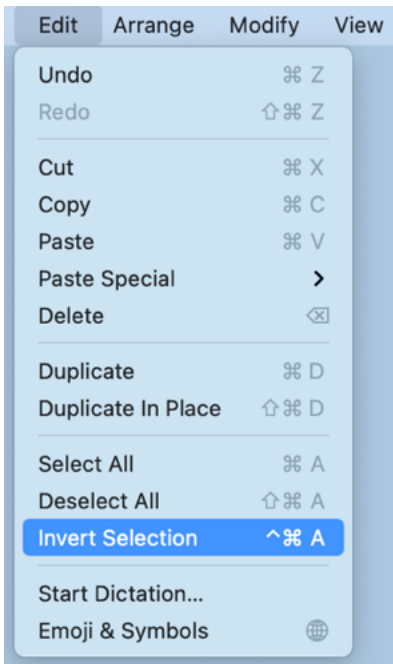 Edit Arrange Modify View
Undo ⌘ Z
Redo ⇧⌘ Z
Cut ⌘ X
Copy ⌘ C
Paste ⌘ V
Paste Special
Delete ⌫
Duplicate ⌘ D
Duplicate In Place ⇧⌘ D
Select All ⌘ A
Deselect All ⇧⌘ A
Invert Selection ^⌘ A
Start Dictation...
Emoji & Symbols